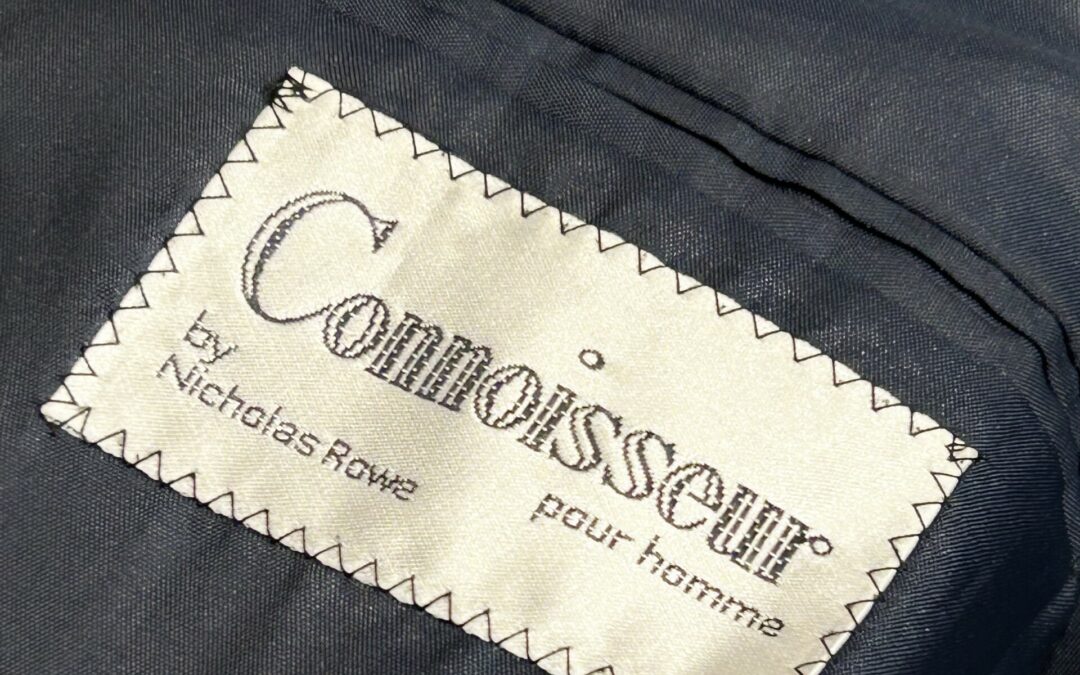 Connoisseur
by
Nicholas Rowe
pour homme